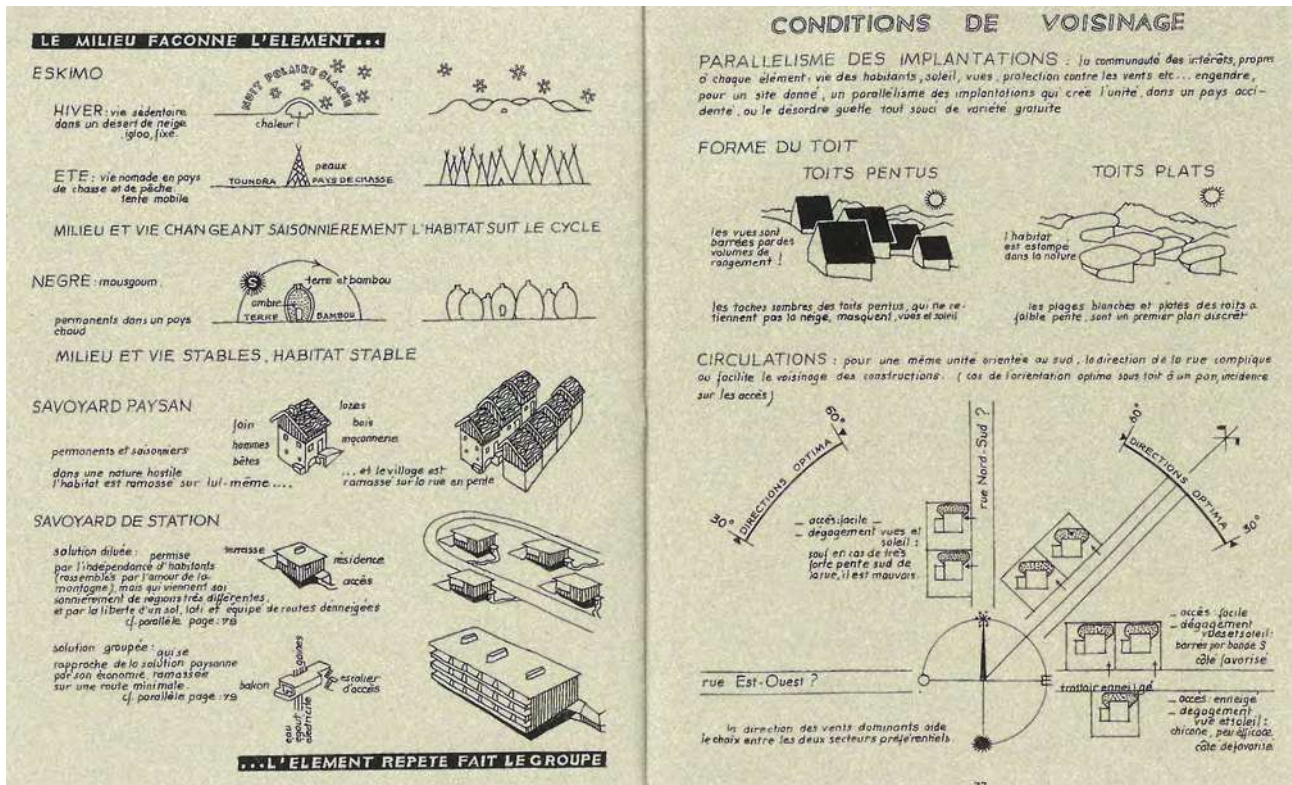 LE MILIEU FAÇONNE L'ELEMENT...
ESKIMO
HIVER : vie sédentaire
dans un désert de neige
igloo, fixe.
NUIT POLAIRE GLACEE
chaleur !
ETE : vie nomade en pays
de chasse et de pêche
tente mobile
TOUNDRA
peaux
PAYS DE CHASSE
MILIEU ET VIE CHANGEANT SAISONNIEREMENT L'HABITAT SUIT LE CYCLE
NEGRE : mousgoum.
permanents dans un pays
chaud
S
terre et bambou
ombre
TERRE
BAMBOU
MILIEU ET VIE STABLES, HABITAT STABLE
SAVOYARD PAYSAN
permanents et saisonniers
dans une nature hostile
l'habitat est ramassé sur lui-même ....
foin
hommes
bêtes
lozes
bois
maçonnerie
... et le village est
ramassé sur la rue en pente
SAVOYARD DE STATION
solution diluée : permise
par l'indépendance d'habitants
(rassemblés par l'amour de la
montagne), mais qui viennent sai
sonnièrement de régions très différentes,
et par la liberté d'un sol, loti et équipé de routes déneigées
cf. parallèle page : 79
terrasse
résidence
accès
solution groupée : qui se
rapproche de la solution paysanne
par son économie, ramassée
sur une route minimale.
cf. parallèle page : 79
gaines
balcon
escalier
d'accès
eau
égout
électricité
...L'ELEMENT REPETE FAIT LE GROUPE
CONDITIONS DE VOISINAGE
PARALLELISME DES IMPLANTATIONS : la communauté des intérêts, propres
à chaque élément : vie des habitants, soleil, vues, protection contre les vents etc... engendre,
pour un site donné, un parallélisme des implantations qui crée l'unité, dans un pays acci-
denté, ou le désordre guette tout souci de variété gratuite
FORME DU TOIT
TOITS PENTUS
les vues sont
barrées par des
volumes de
rangement !
les taches sombres des toits pentus, qui ne re-
tiennent pas la neige, masquent, vues et soleil
TOITS PLATS
l'habitat
est estompé
dans la nature
les plages blanches et plates des toits à
faible pente, sont un premier plan discret
CIRCULATIONS : pour une même unité orientée au sud, la direction de la rue complique
ou facilite le voisinage des constructions. (cas de l'orientation optima sous toit à un pan, incidence
sur les accès)
60°
30°
DIRECTIONS OPTIMA
rue Nord-Sud ?
60°
30°
DIRECTIONS OPTIMA
_ accès : facile _
_ dégagement vues et
soleil :
sauf en cas de très
forte pente sud de
la rue, il est mauvais.
_ accès : facile
_ dégagement
vues et soleil :
barrés par bande S
côté favorisé
rue Est-Ouest ?
O
E
trottoir enneigé
_ accès : enneigé
_ dégagement
vue et soleil :
chicane, peu efficace
côté défavorisé
la direction des vents dominants aide
le choix entre les deux secteurs préférentiels.